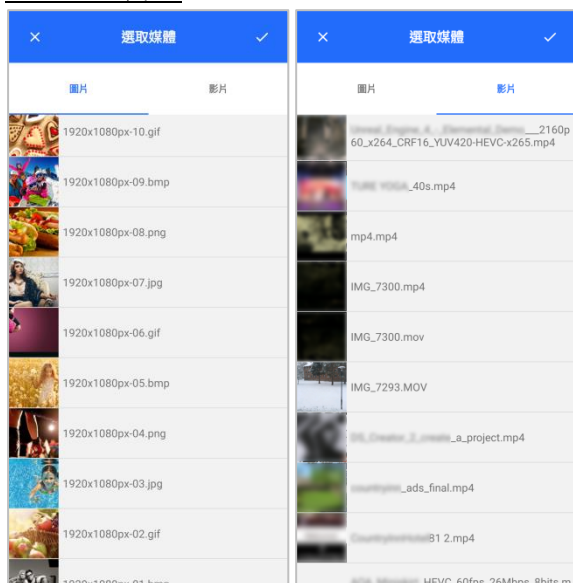 選取媒體
圖片
影片
1920x1080px-10.gif
1920x1080px-09.bmp
1920x1080px-08.png
1920x1080px-07.jpg
1920x1080px-06.gif
1920x1080px-05.bmp
1920x1080px-04.png
1920x1080px-03.jpg
1920x1080px-02.gif
選取媒體
圖片
影片
___2160p
60_x264_CRF16_YUV420-HEVC-x265.mp4
_40s.mp4
mp4.mp4
IMG_7300.mp4
IMG_7300.mov
IMG_7293.MOV
_a_project.mp4
_ads_final.mp4
81 2.mp4
HEVC_60fps_26Mbps_8bits.m